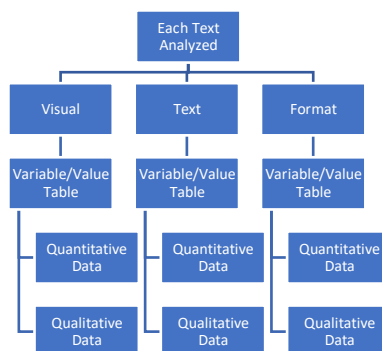 Each Text
Analyzed
Visual
Text
Format
Variable/Value
Table
Variable/Value
Table
Variable/Value
Table
Quantitative
Data
Quantitative
Data
Quantitative
Data
Qualitative
Data
Qualitative
Data
Qualitative
Data